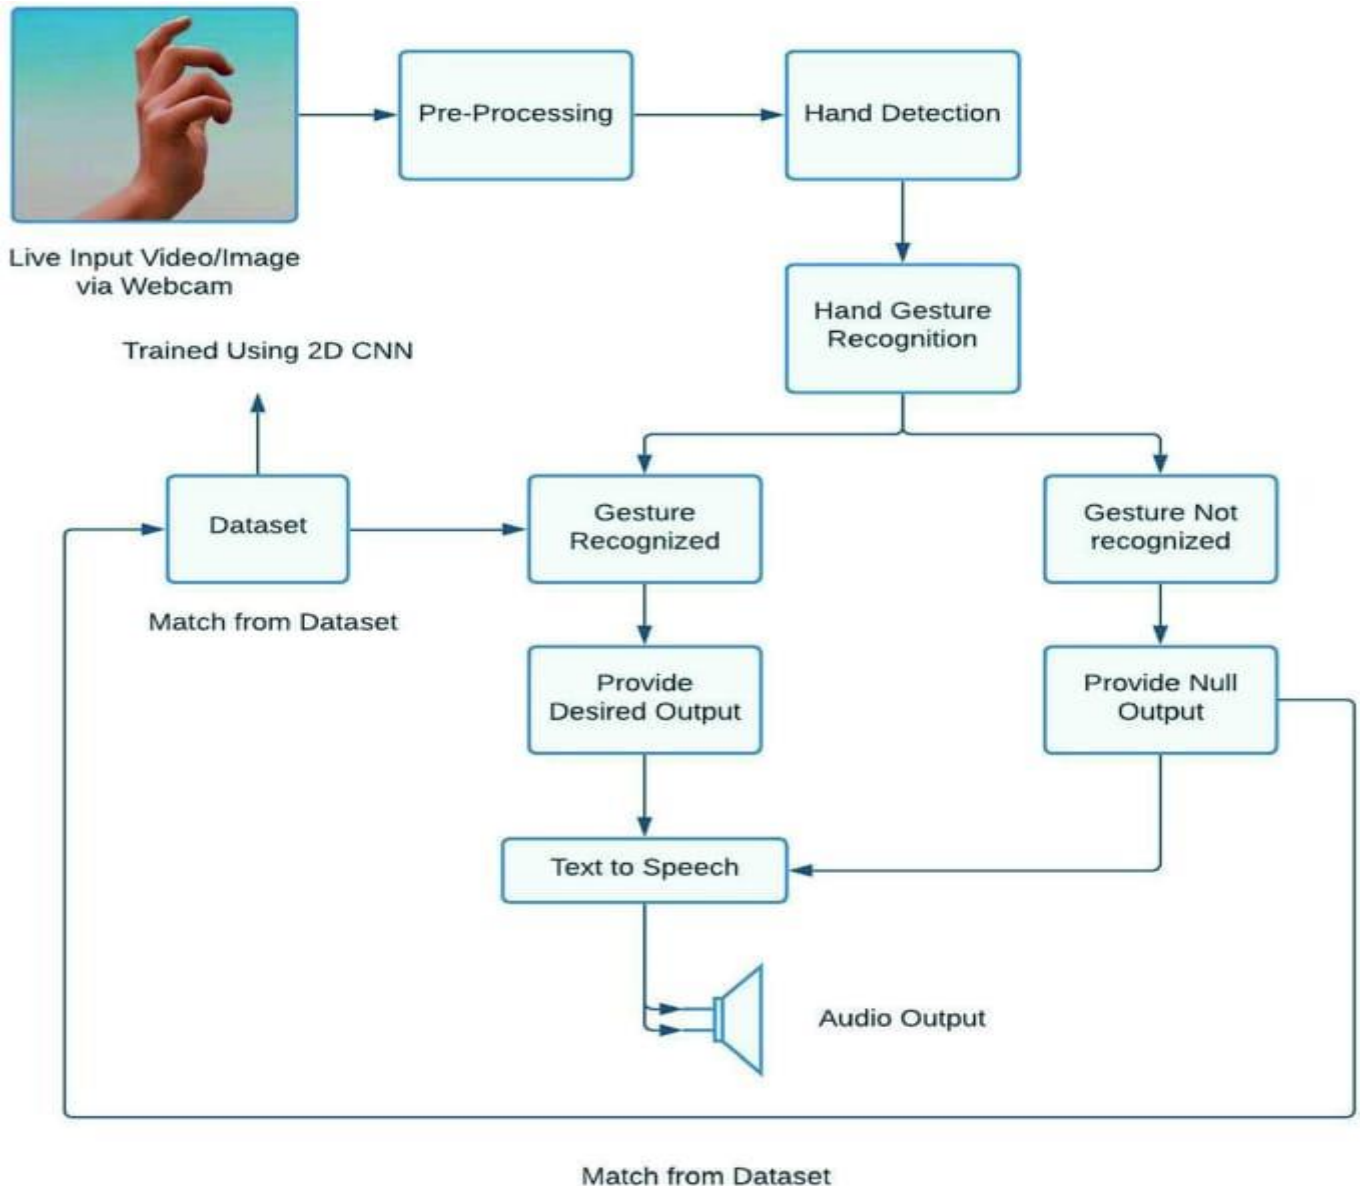 Pre-Processing
Hand Detection
Live Input Video/Image
via Webcam
Hand Gesture
Recognition
Trained Using 2D CNN
Dataset
Gesture
Recognized
Gesture Not
recognized
Match from Dataset
Provide
Desired Output
Provide Null
Output
Text to Speech
Audio Output
Match from Dataset